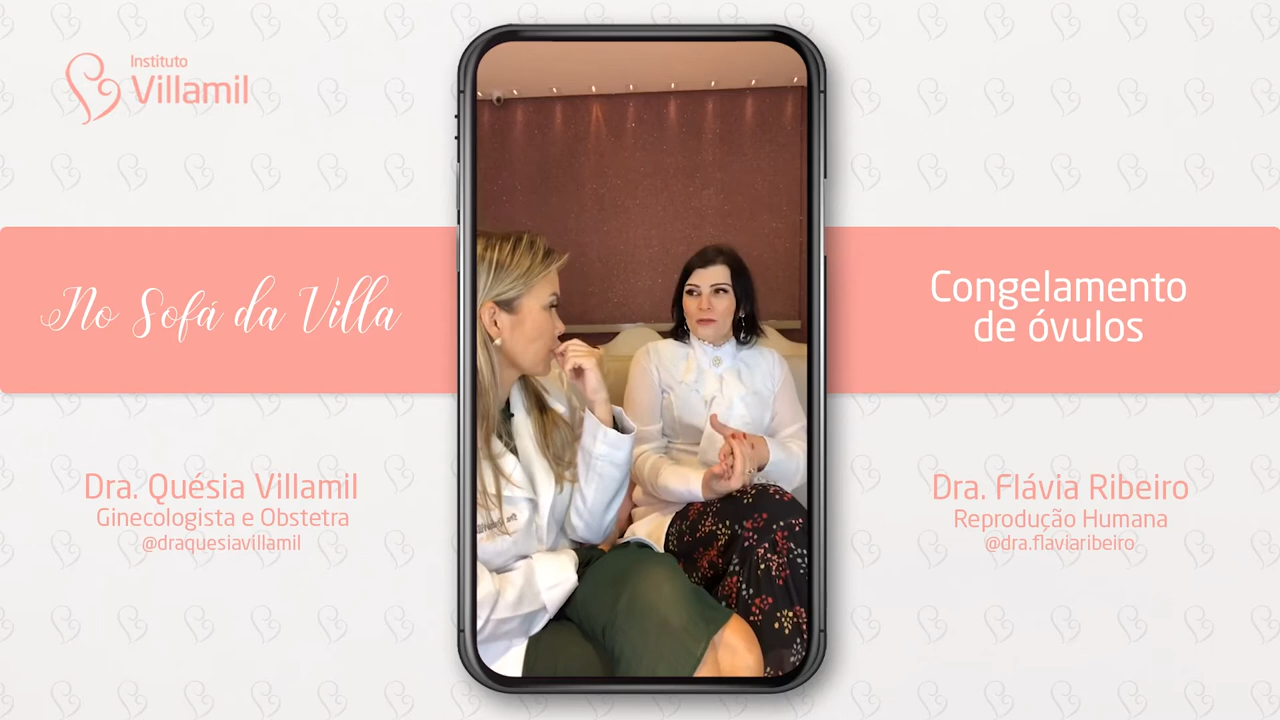 Instituto
Villamil
No Sofá da Villa
Congelamento
de óvulos
Dra. Quésia Villamil
Ginecologista e Obstetra
@draquesiavillamil
Dra. Flávia Ribeiro
Reprodução Humana
@dra.flaviaribeiro